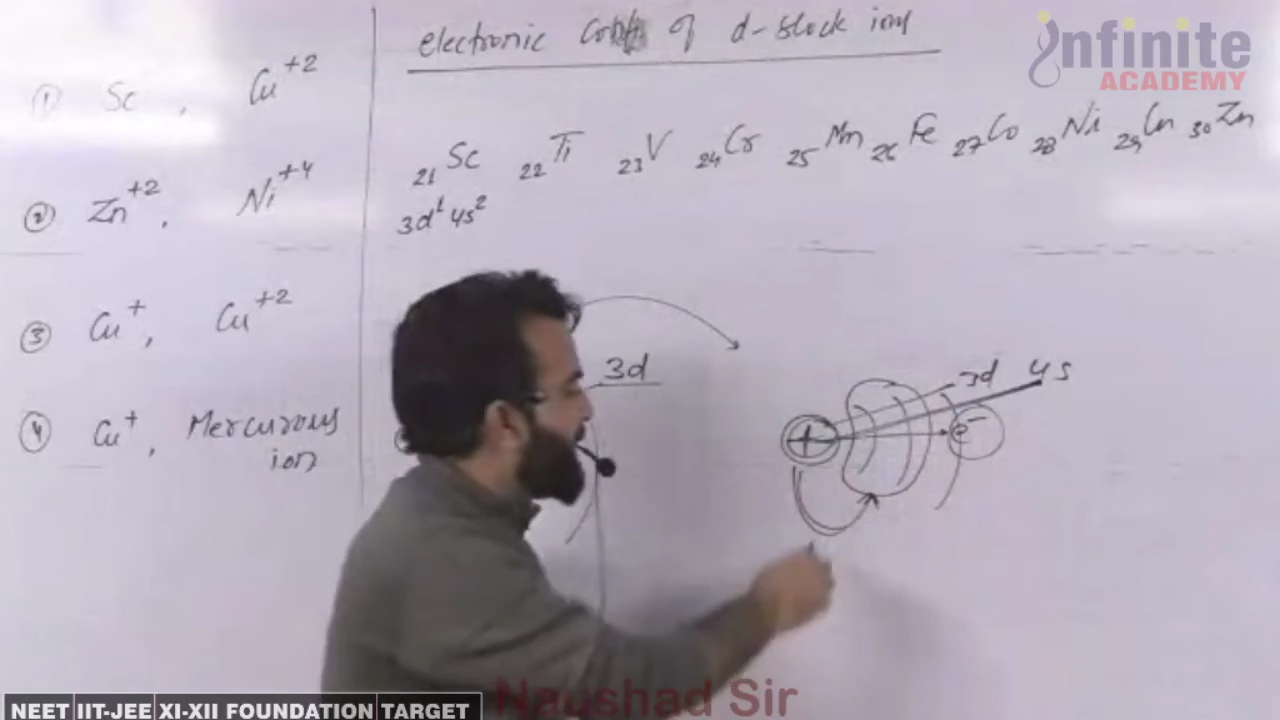 ① Sc , Cu+2
② Zn+2 , Ni+4
③ Cu+ , Cu+2
④ Cu+ , Mercurous
ion
electronic of d-block ions
21Sc 22Ti 23V 24Cr 25Mn 26Fe 27Co 28Ni 29Cu 30Zn
3d1 4s2
3d
3d 4s
+ e-
infinite
ACADEMY
NEET IIT-JEE XI-XII FOUNDATION TARGET
Naushad Sir